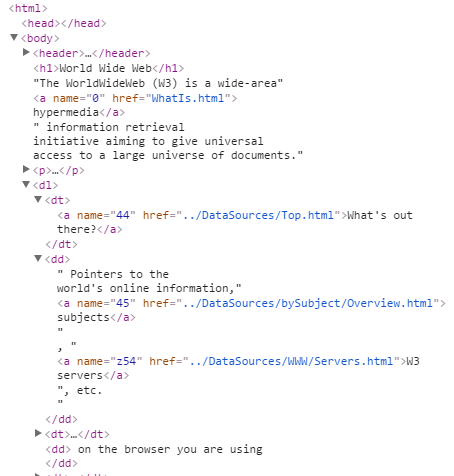 <html>
<head></head>
<body>
<header>…</header>
<h1>World Wide Web</h1>
"The WorldWideWeb (W3) is a wide-area"
<a name="0" href="WhatIs.html">
hypermedia</a>
" information retrieval
initiative aiming to give universal
access to a large universe of documents."
<p>…</p>
<dl>
<dt>
<a name="44" href="../DataSources/Top.html">What's out
there?</a>
</dt>
<dd>
" Pointers to the
world's online information,"
<a name="45" href="../DataSources/bySubject/Overview.html">
subjects</a>
"
, "
<a name="z54" href="../DataSources/WWW/Servers.html">W3
servers</a>
", etc.
"
</dd>
<dt>…</dt>
<dd> on the browser you are using
</dd>